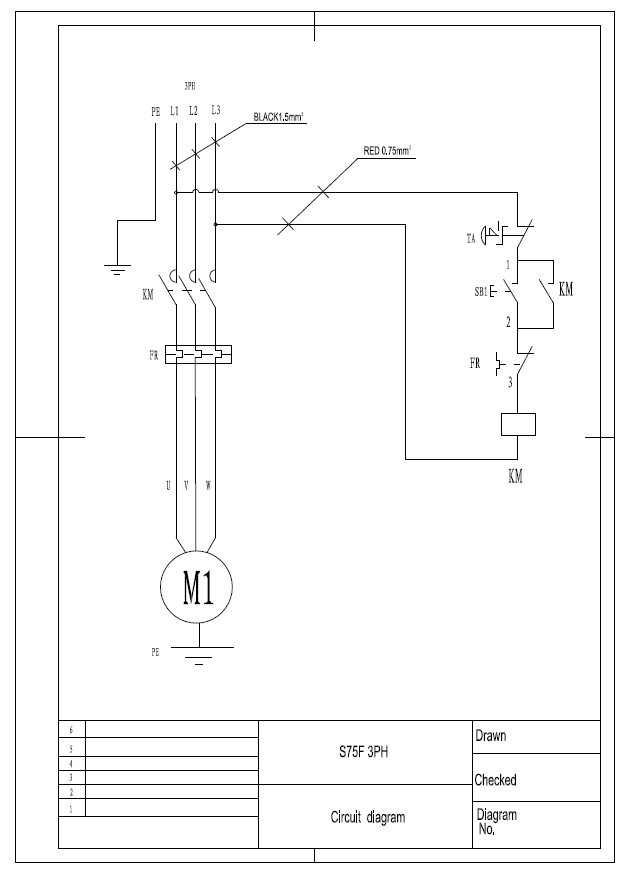 3PH
PE L1 L2 L3
BLACK1.5mm²
RED 0.75mm²
TA
1
KM
SB1
KM
2
FR
FR
3
KM
U V W
M1
PE
6
5
4
3
2
1
S75F 3PH
Circuit diagram
Drawn
Checked
Diagram
No.